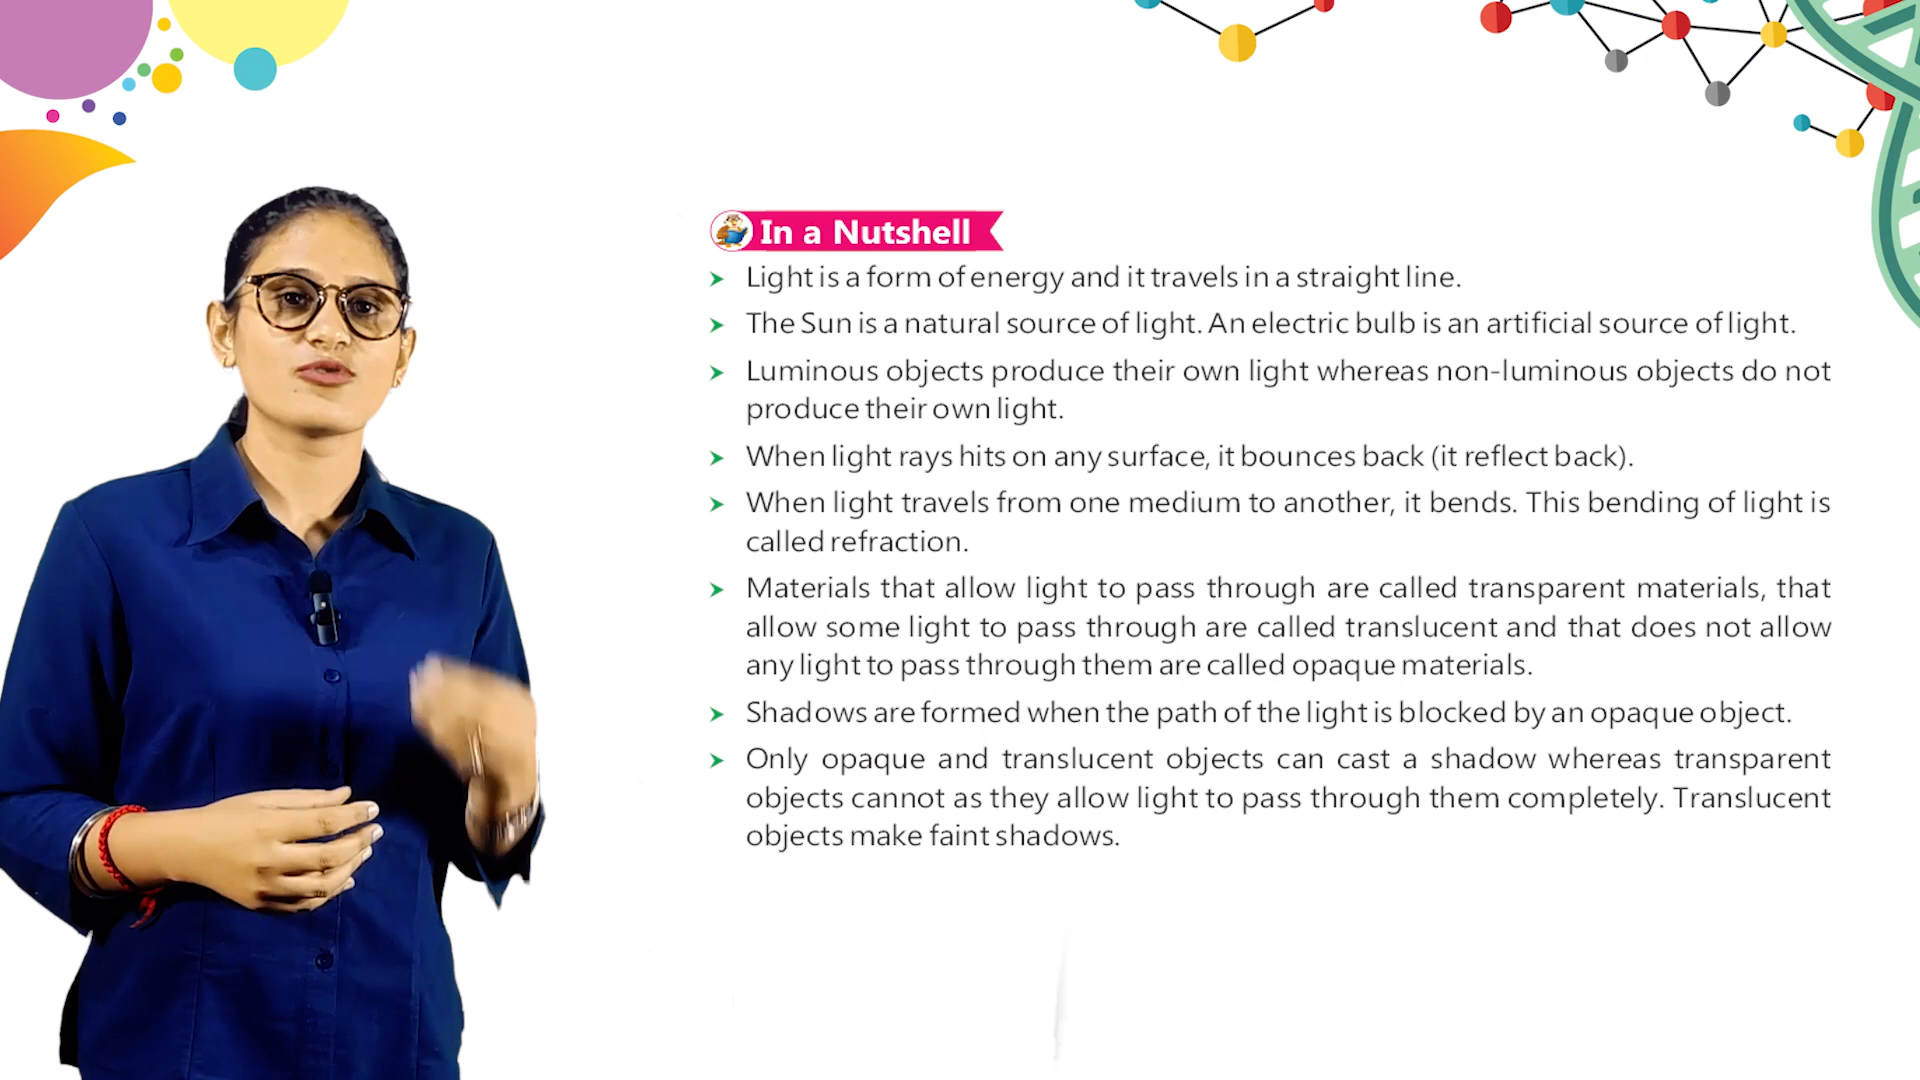 In a Nutshell
Light is a form of energy and it travels in a straight line.
The Sun is a natural source of light. An electric bulb is an artificial source of light.
Luminous objects produce their own light whereas non-luminous objects do not
produce their own light.
When light rays hits on any surface, it bounces back (it reflect back).
When light travels from one medium to another, it bends. This bending of light is
called refraction.
Materials that allow light to pass through are called transparent materials, that
allow some light to pass through are called translucent and that does not allow
any light to pass through them are called opaque materials.
Shadows are formed when the path of the light is blocked by an opaque object.
Only opaque and translucent objects can cast a shadow whereas transparent
objects cannot as they allow light to pass through them completely. Translucent
objects make faint shadows.